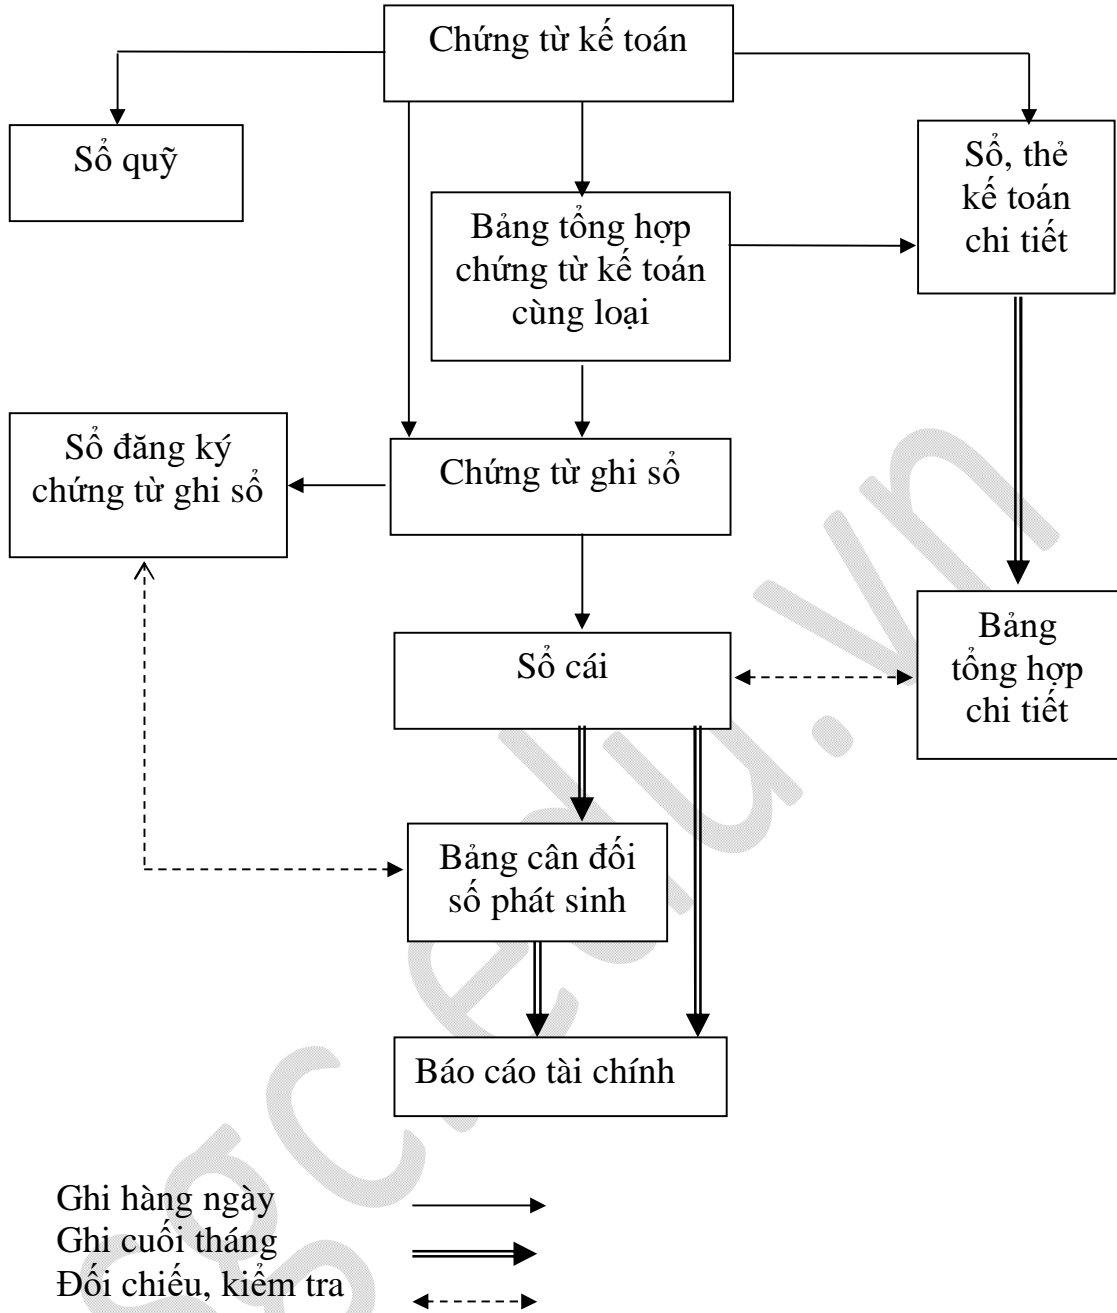 Chứng từ kế toán
Sổ quỹ
Sổ, thẻ
kế toán
chi tiết
Bảng tổng hợp
chứng từ kế toán
cùng loại
Sổ đăng ký
chứng từ ghi sổ
Chứng từ ghi sổ
Sổ cái
Bảng
tổng hợp
chi tiết
Bảng cân đối
số phát sinh
Báo cáo tài chính
Ghi hàng ngày
Ghi cuối tháng
Đối chiếu, kiểm tra
sgc.edu.vn